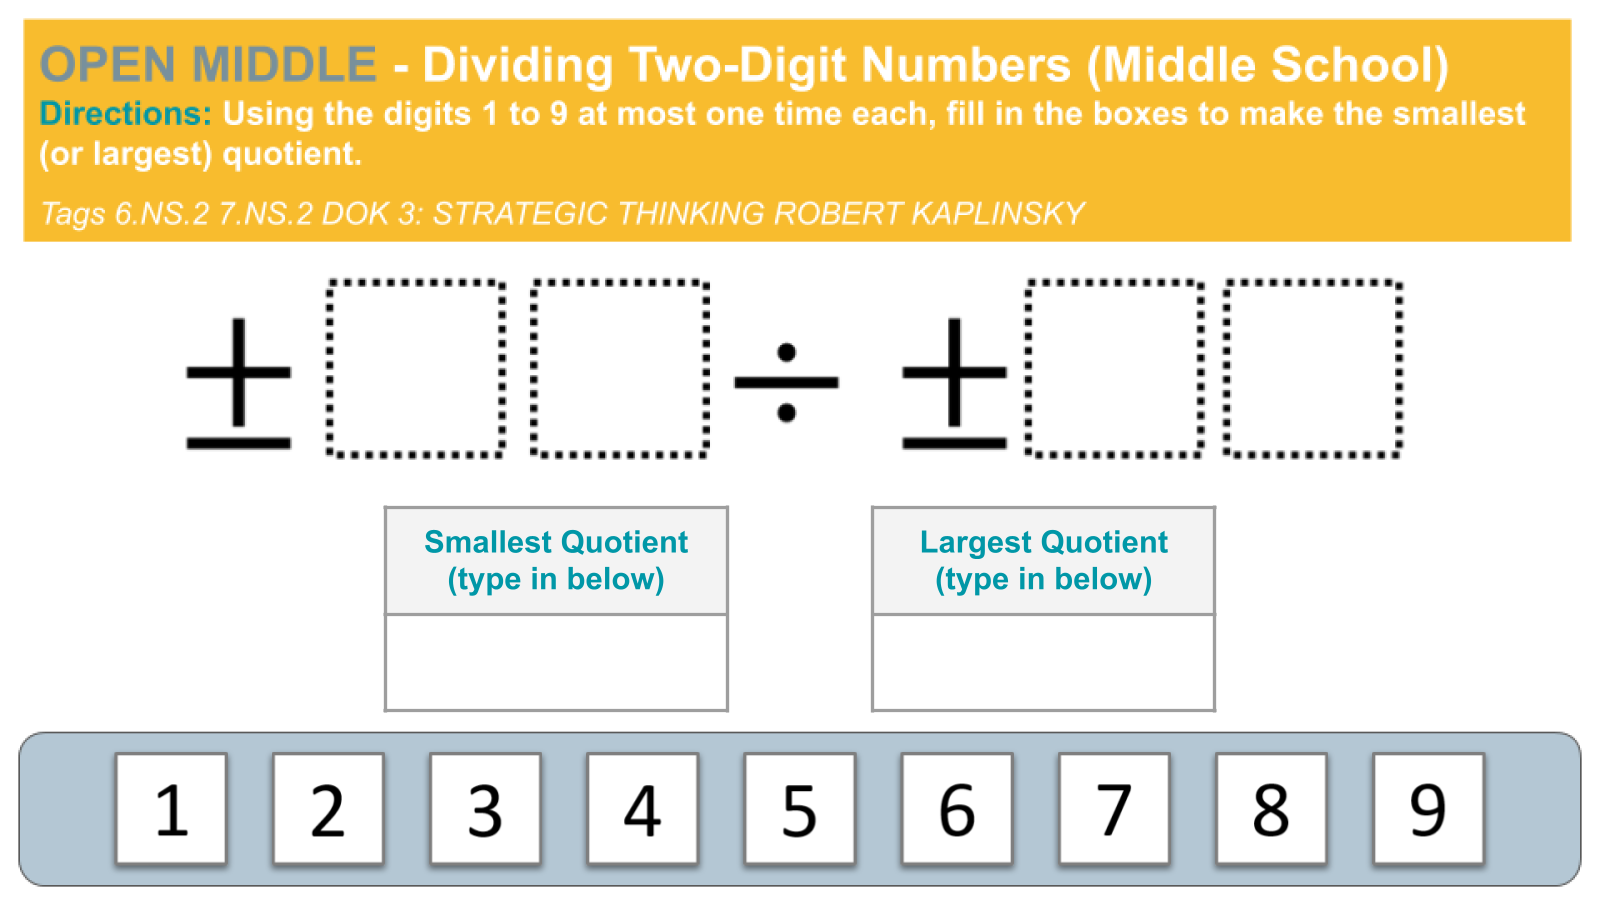 OPEN MIDDLE - Dividing Two-Digit Numbers (Middle School)
Directions: Using the digits 1 to 9 at most one time each, fill in the boxes to make the smallest
(or largest) quotient.
Tags 6.NS.2 7.NS.2 DOK 3: STRATEGIC THINKING ROBERT KAPLINSKY
± ÷ ±
Smallest Quotient
(type in below)
Largest Quotient
(type in below)
1 2 3 4 5 6 7 8 9